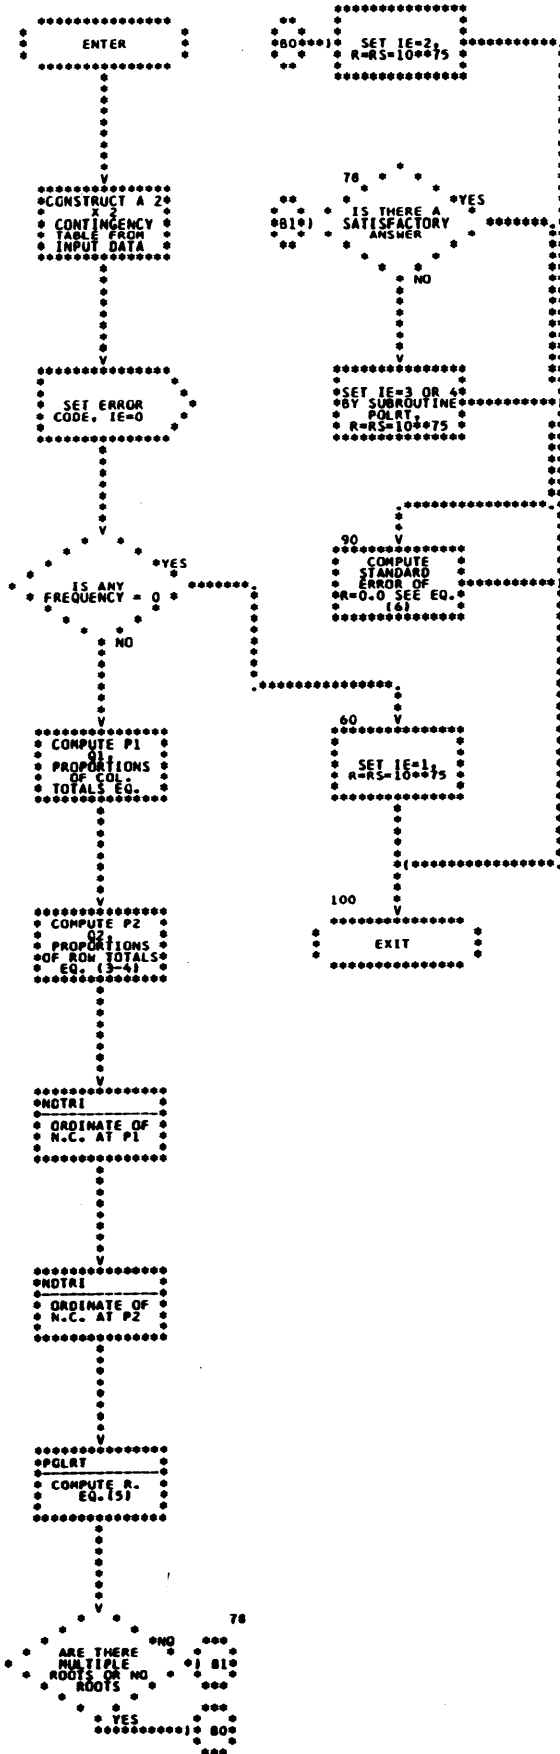 ENTER
CONSTRUCT A 2
X 2
CONTINGENCY
TABLE FROM
INPUT DATA
SET ERROR
CODE, IE=0
YES
IS ANY
FREQUENCY = 0
NO
COMPUTE P1
Q1,
PROPORTIONS
OF COL.
TOTALS EQ.
COMPUTE P2
Q2,
PROPORTIONS
OF ROW TOTALS
EQ. (3-4)
NDTRI
ORDINATE OF
N.C. AT P1
NDTRI
ORDINATE OF
N.C. AT P2
POLRT
COMPUTE R.
EQ.(5)
ARE THERE
MULTIPLE
ROOTS OR NO
ROOTS
NO
78
B1
YES
B0
B0
SET IE=2,
R=RS=10**75
78
B1
IS THERE A
SATISFACTORY
ANSWER
YES
NO
SET IE=3 OR 4
BY SUBROUTINE
POLRT,
R=RS=10**75
90
COMPUTE
STANDARD
ERROR OF
R=0.0 SEE EQ.
(6)
60
SET IE=1,
R=RS=10**75
100
EXIT